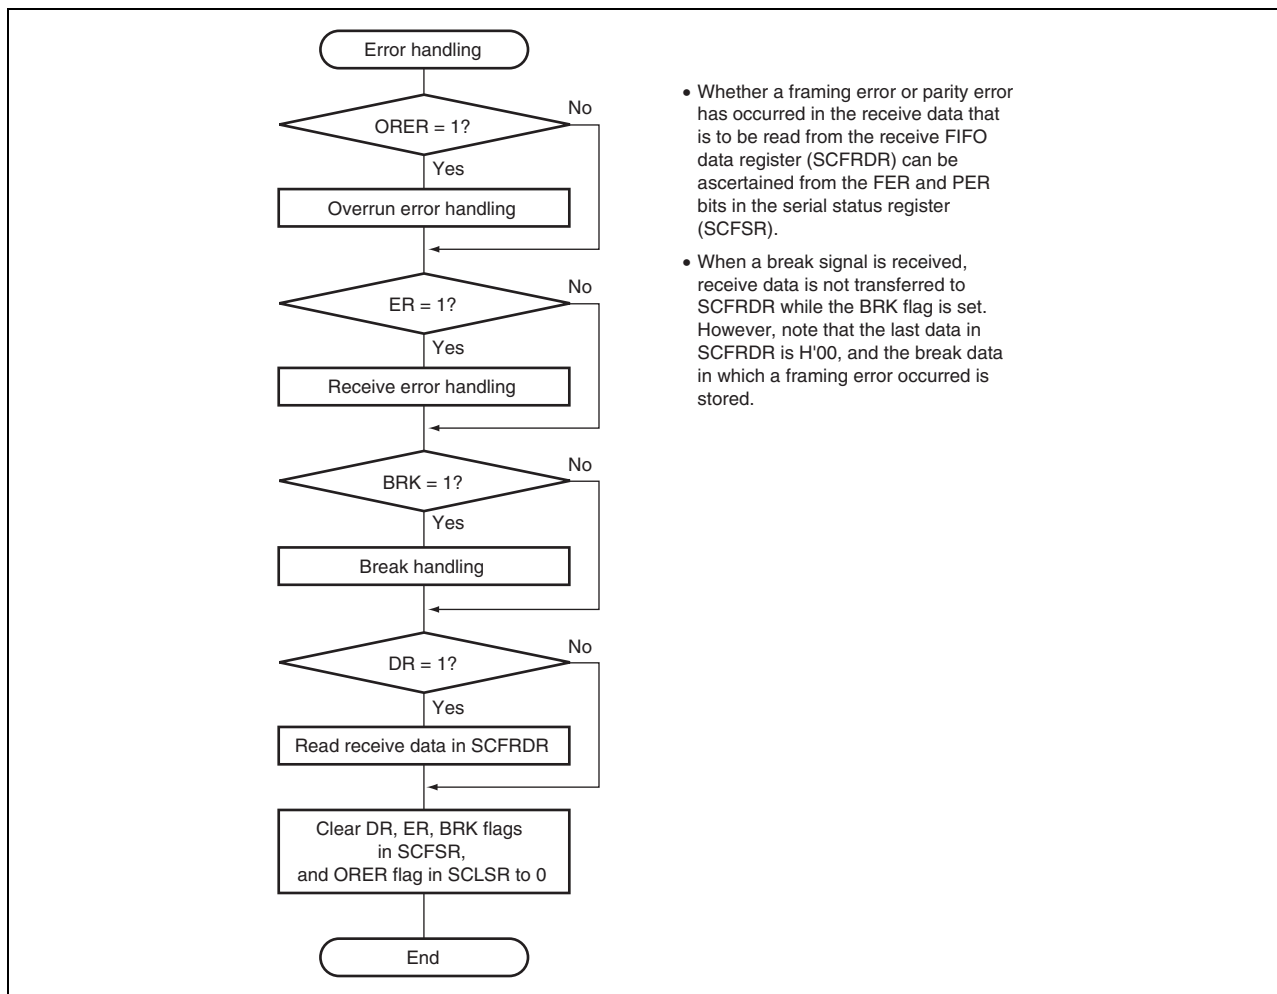 Error handling
ORER = 1?
No
Yes
Overrun error handling
ER = 1?
No
Yes
Receive error handling
BRK = 1?
No
Yes
Break handling
DR = 1?
No
Yes
Read receive data in SCFRDR
Clear DR, ER, BRK flags
in SCFSR,
and ORER flag in SCLSR to 0
End
• Whether a framing error or parity error
has occurred in the receive data that
is to be read from the receive FIFO
data register (SCFRDR) can be
ascertained from the FER and PER
bits in the serial status register
(SCFSR).
• When a break signal is received,
receive data is not transferred to
SCFRDR while the BRK flag is set.
However, note that the last data in
SCFRDR is H'00, and the break data
in which a framing error occurred is
stored.